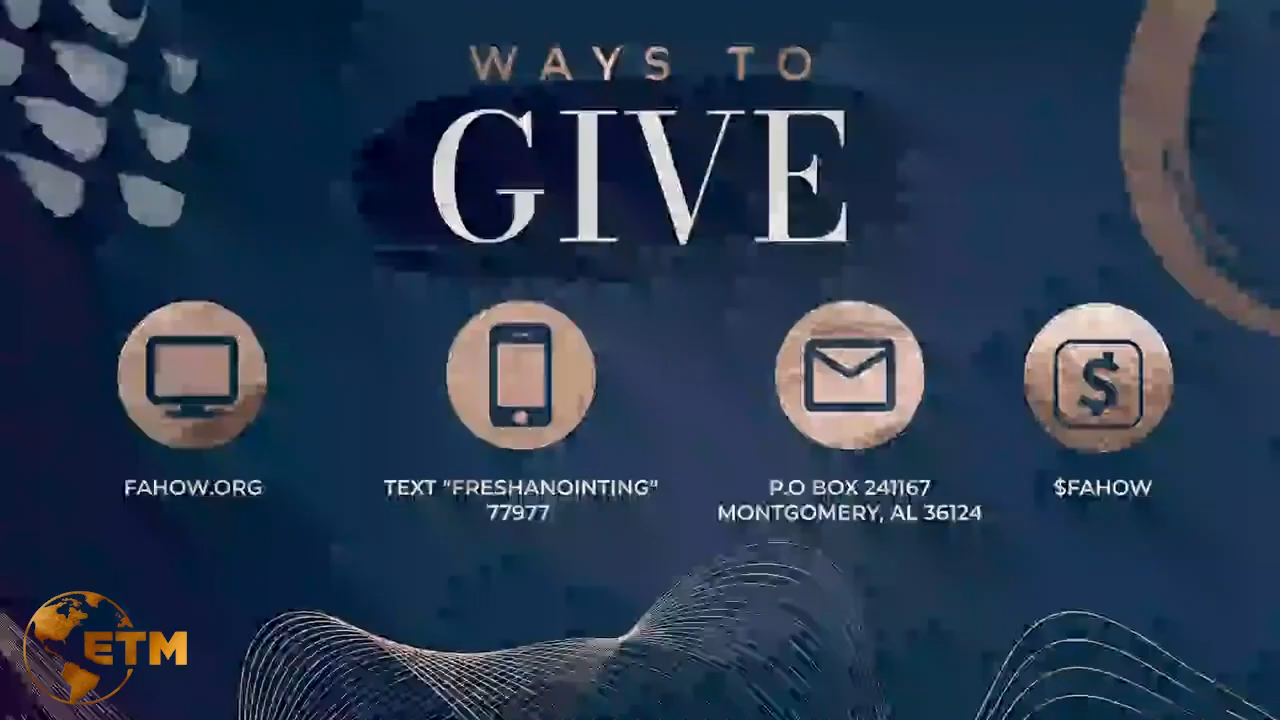 WAYS TO
GIVE
FAHOW.ORG
TEXT "FRESHANOINTING"
77977
P.O BOX 241167
MONTGOMERY, AL 36124
$FAHOW
ETM